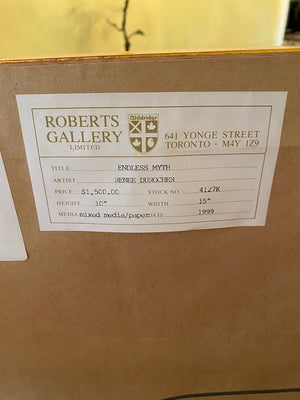 ROBERTS
GALLERY
LIMITED
641 YONGE STREET
TORONTO · M4Y 1Z9
TITLE ENDLESS MYTH
ARTIST RENEE DUROCHER
PRICE $1,500.00 STOCK NO 4127K
HEIGHT 10" WIDTH 15"
MEDIA mixed media/paper DATE 1999